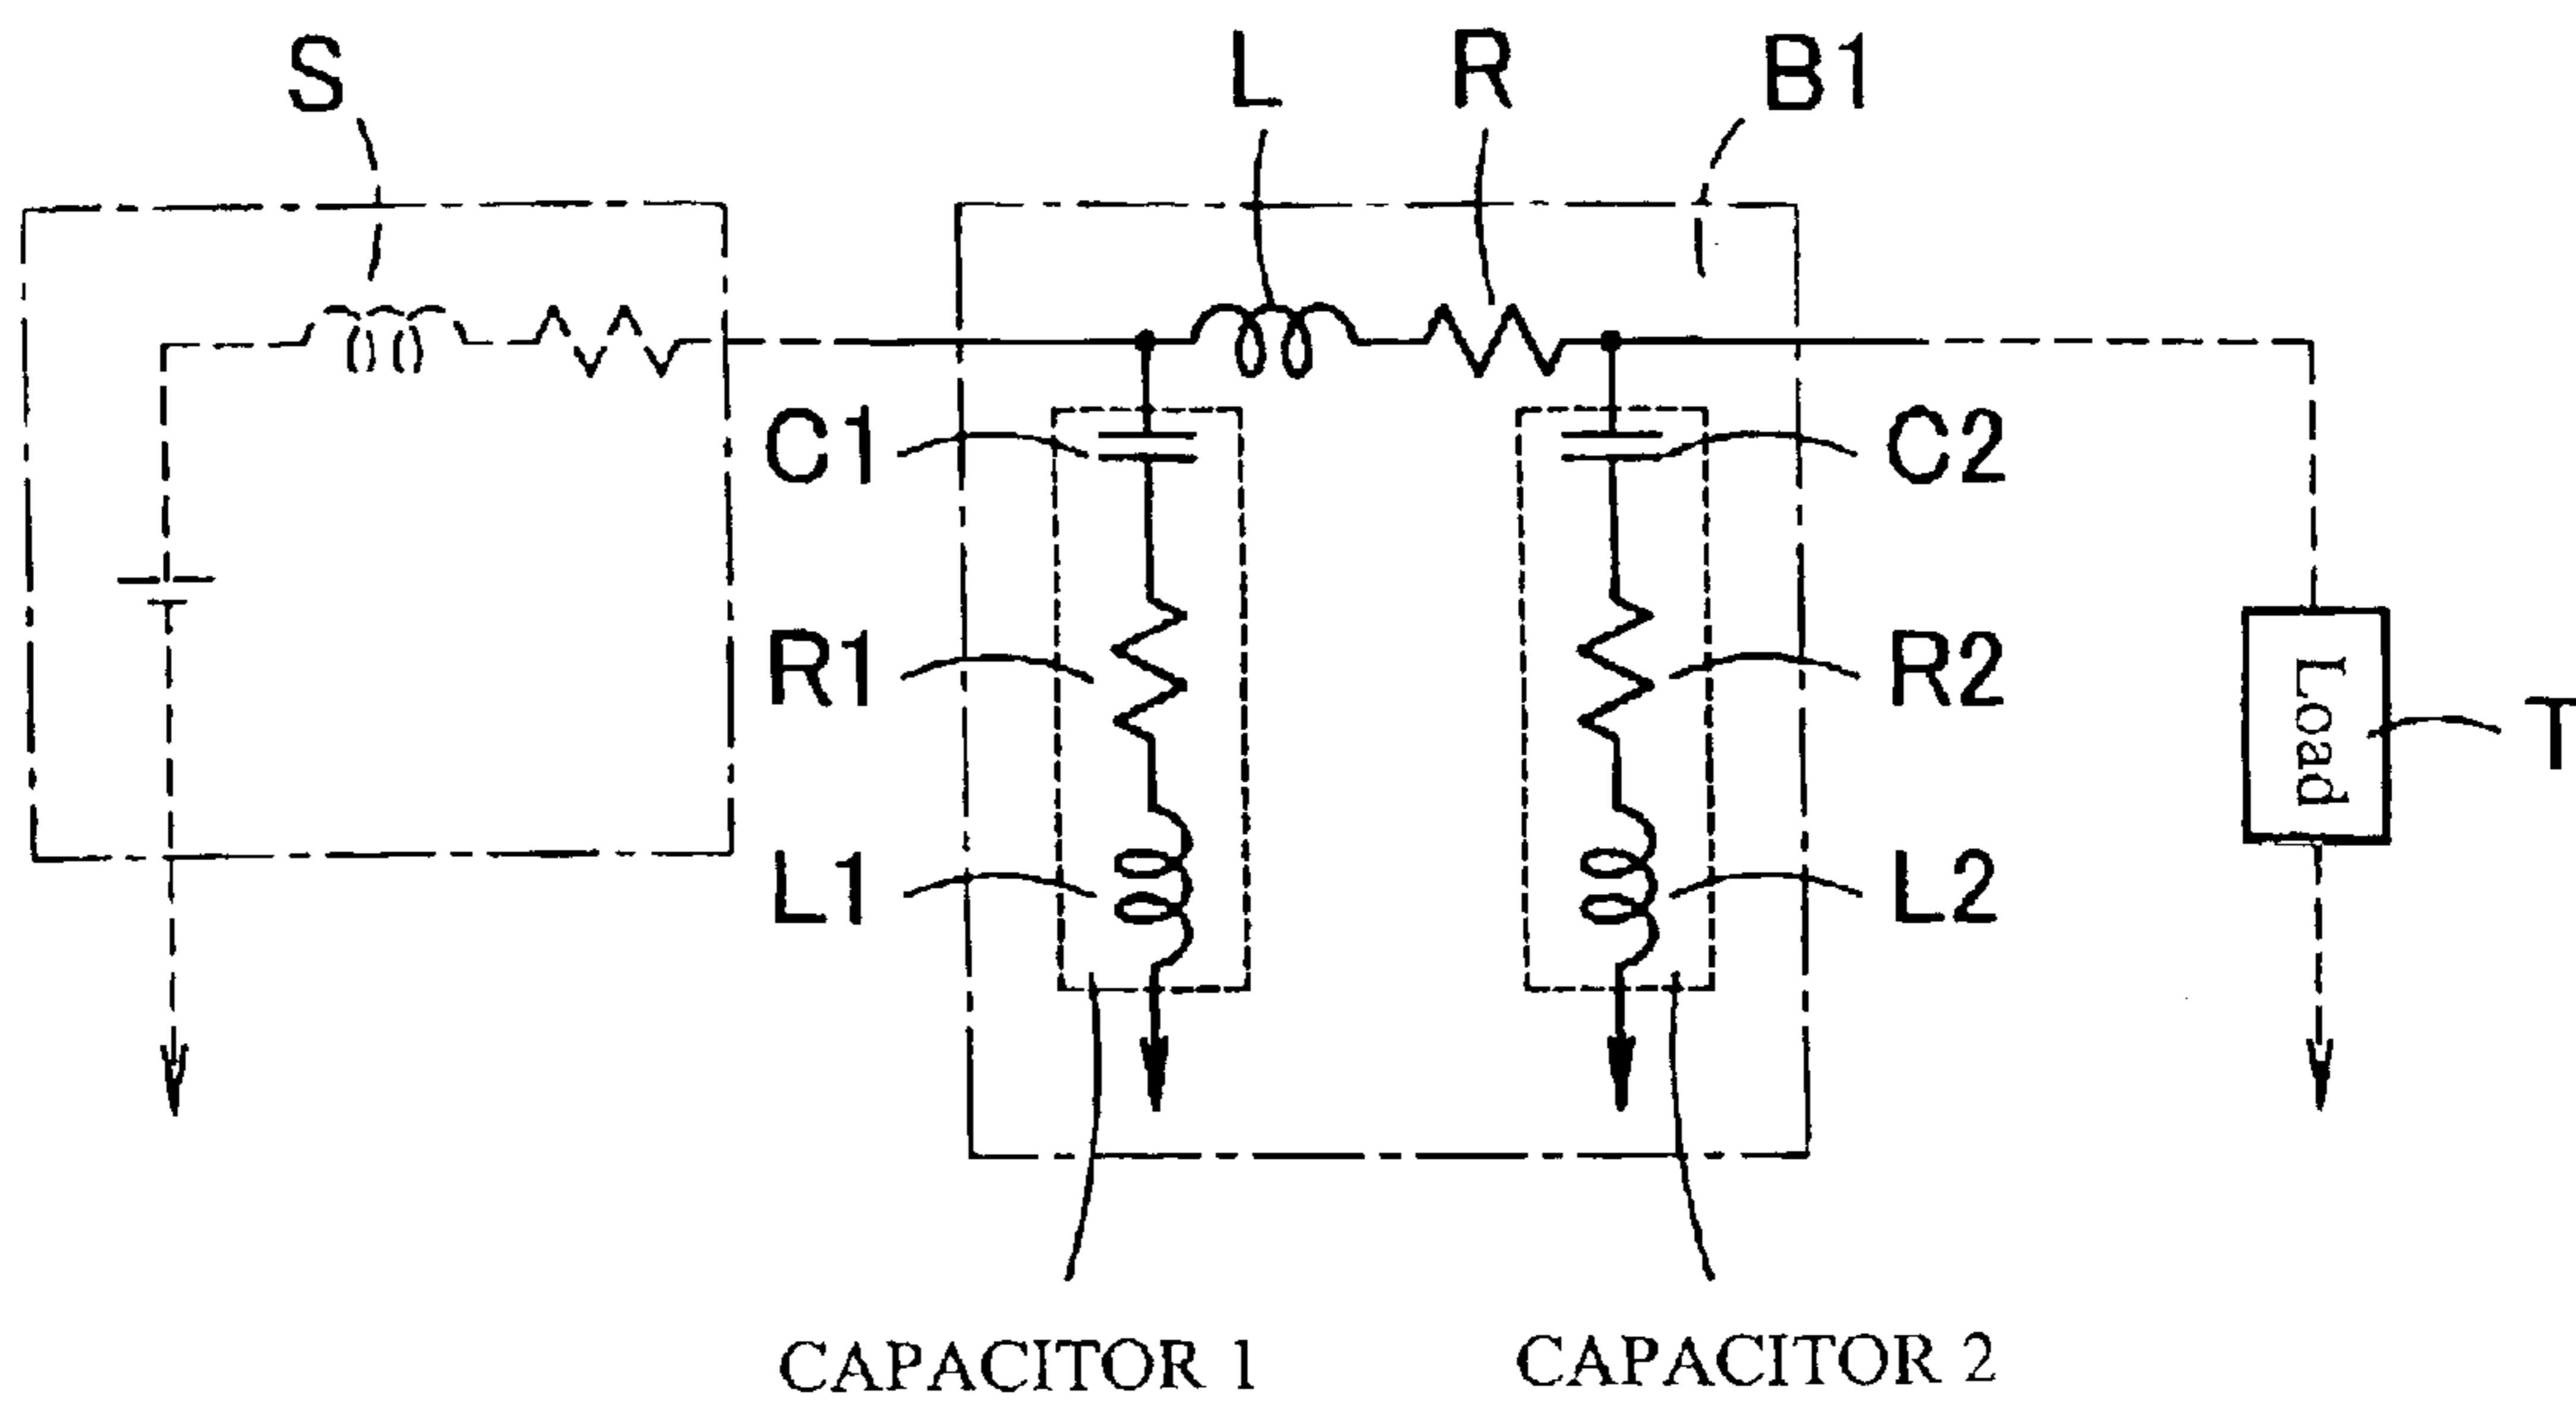 S
L
R
B1
C1
C2
R1
R2
Load
T
L1
L2
CAPACITOR 1
CAPACITOR 2